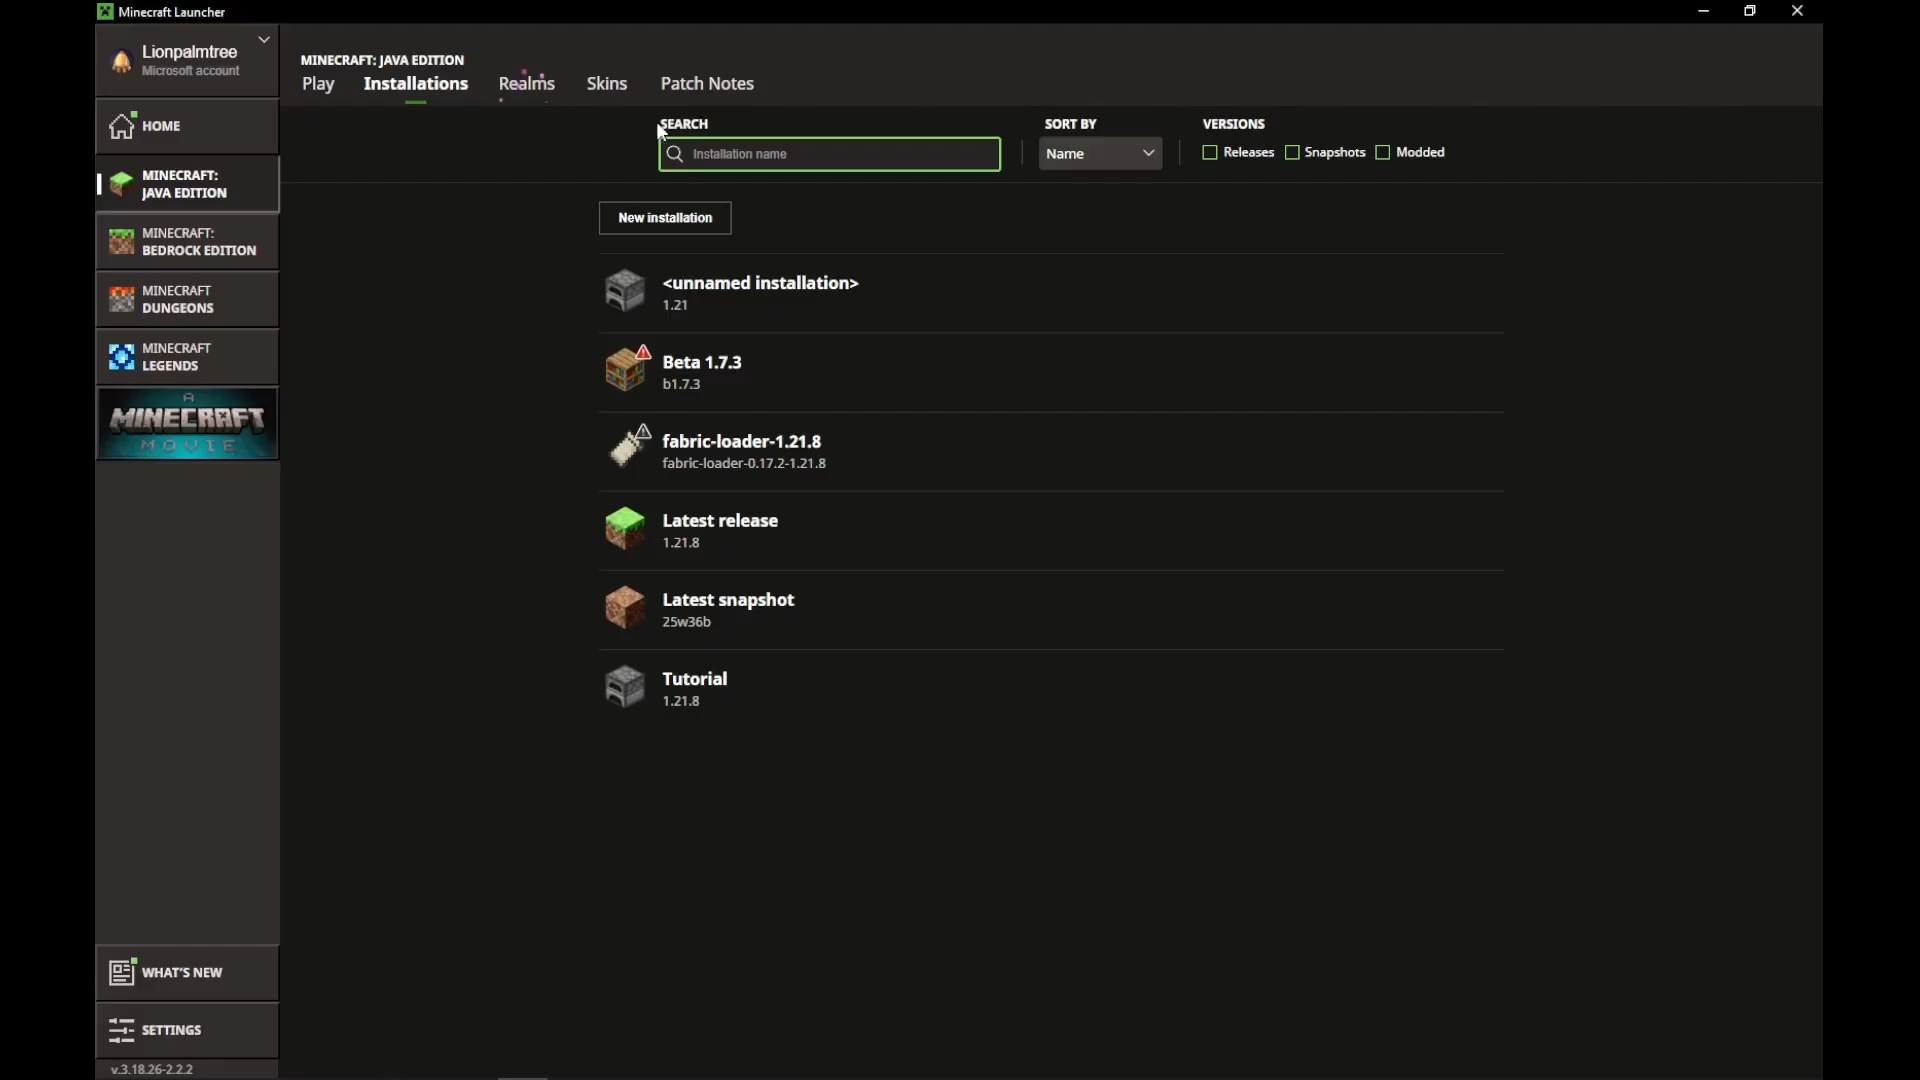 Minecraft Launcher
Lionpalmtree
Microsoft account
HOME
MINECRAFT:
JAVA EDITION
MINECRAFT:
BEDROCK EDITION
MINECRAFT
DUNGEONS
MINECRAFT
LEGENDS
A
MINECRAFT
MOVIE
WHAT'S NEW
SETTINGS
v.3.18.26-2.2.2
MINECRAFT: JAVA EDITION
Play Installations Realms Skins Patch Notes
SEARCH
Installation name
SORT BY
Name
VERSIONS
Releases Snapshots Modded
New installation
<unnamed installation>
1.21
Beta 1.7.3
b1.7.3
fabric-loader-1.21.8
fabric-loader-0.17.2-1.21.8
Latest release
1.21.8
Latest snapshot
25w36b
Tutorial
1.21.8